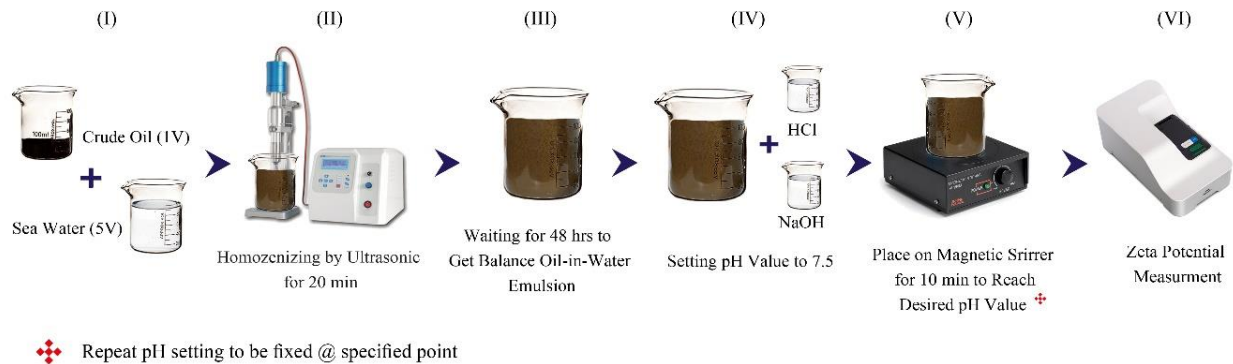 (I)
(II)
(III)
(IV)
(V)
(VI)
100ml
Crude Oil (1V)
+
Sea Water (5V)
Homozenizing by Ultrasonic
for 20 min
Waiting for 48 hrs to
Get Balance Oil-in-Water
Emulsion
+
HCl
NaOH
Setting pH Value to 7.5
Place on Magnetic Srirrer
for 10 min to Reach
Desired pH Value
Zeta Potential
Measurment
Repeat pH setting to be fixed @ specified point